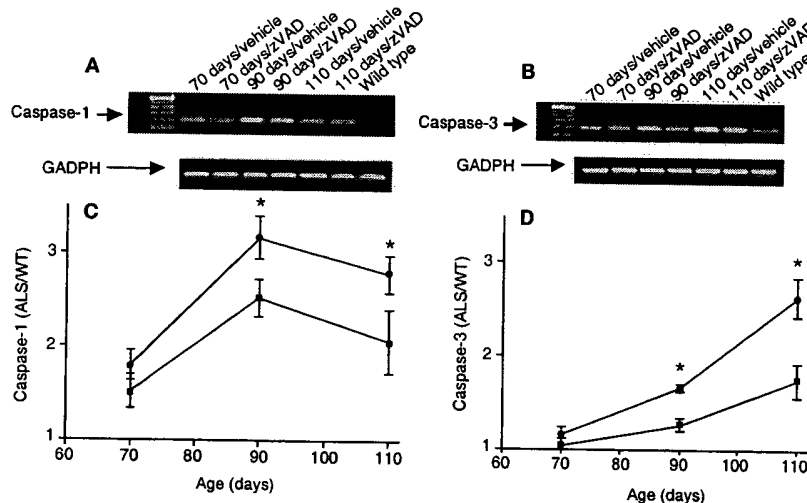 A
70 days/vehicle
70 days/zVAD
90 days/vehicle
90 days/zVAD
110 days/vehicle
110 days/zVAD
Wild type
Caspase-1
GADPH
B
70 days/vehicle
70 days/zVAD
90 days/vehicle
90 days/zVAD
110 days/vehicle
110 days/zVAD
Wild type
Caspase-3
GADPH
C
*
*
Caspase-1 (ALS/WT)
3
2
1
60 70 80 90 100 110
Age (days)
D
*
*
Caspase-3 (ALS/WT)
3
2
1
60 70 80 90 100 110
Age (days)